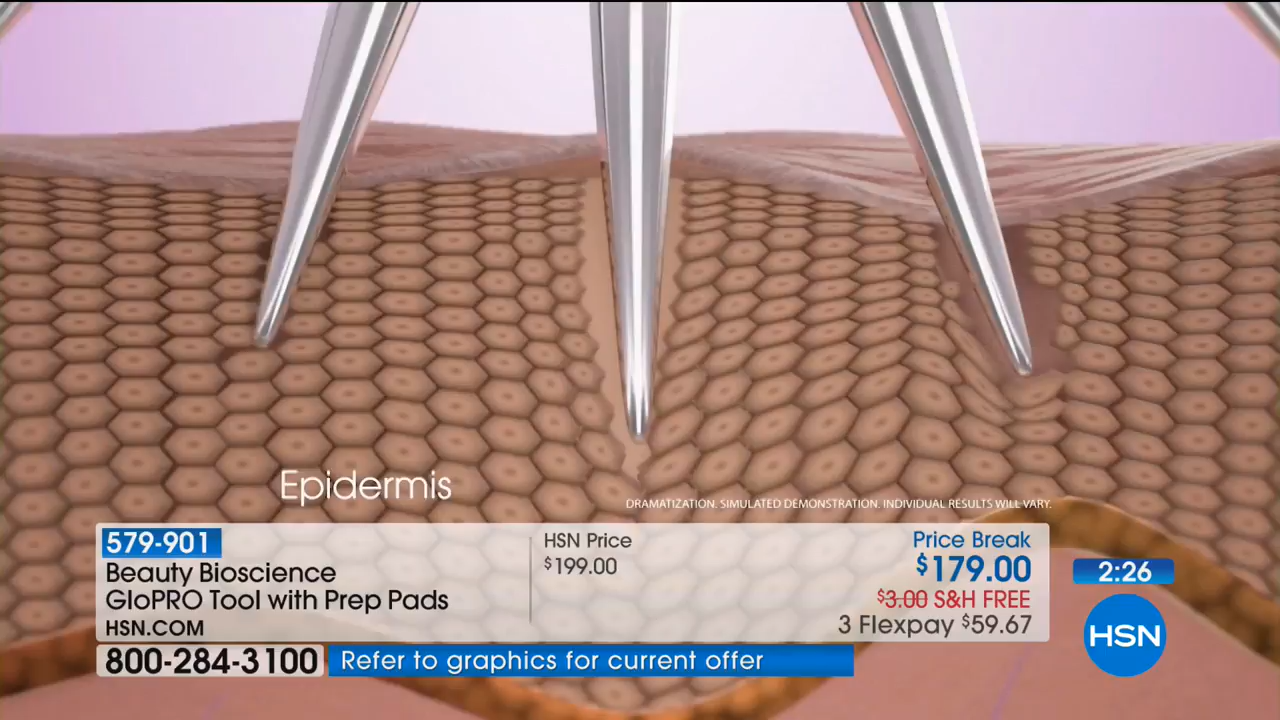 Epidermis
DRAMATIZATION. SIMULATED DEMONSTRATION. INDIVIDUAL RESULTS WILL VARY.
579-901
Beauty Bioscience
GloPRO Tool with Prep Pads
HSN.COM
HSN Price
$199.00
Price Break
$179.00
$3.00 S&H FREE
3 Flexpay $59.67
2:26
HSN
800-284-3100
Refer to graphics for current offer